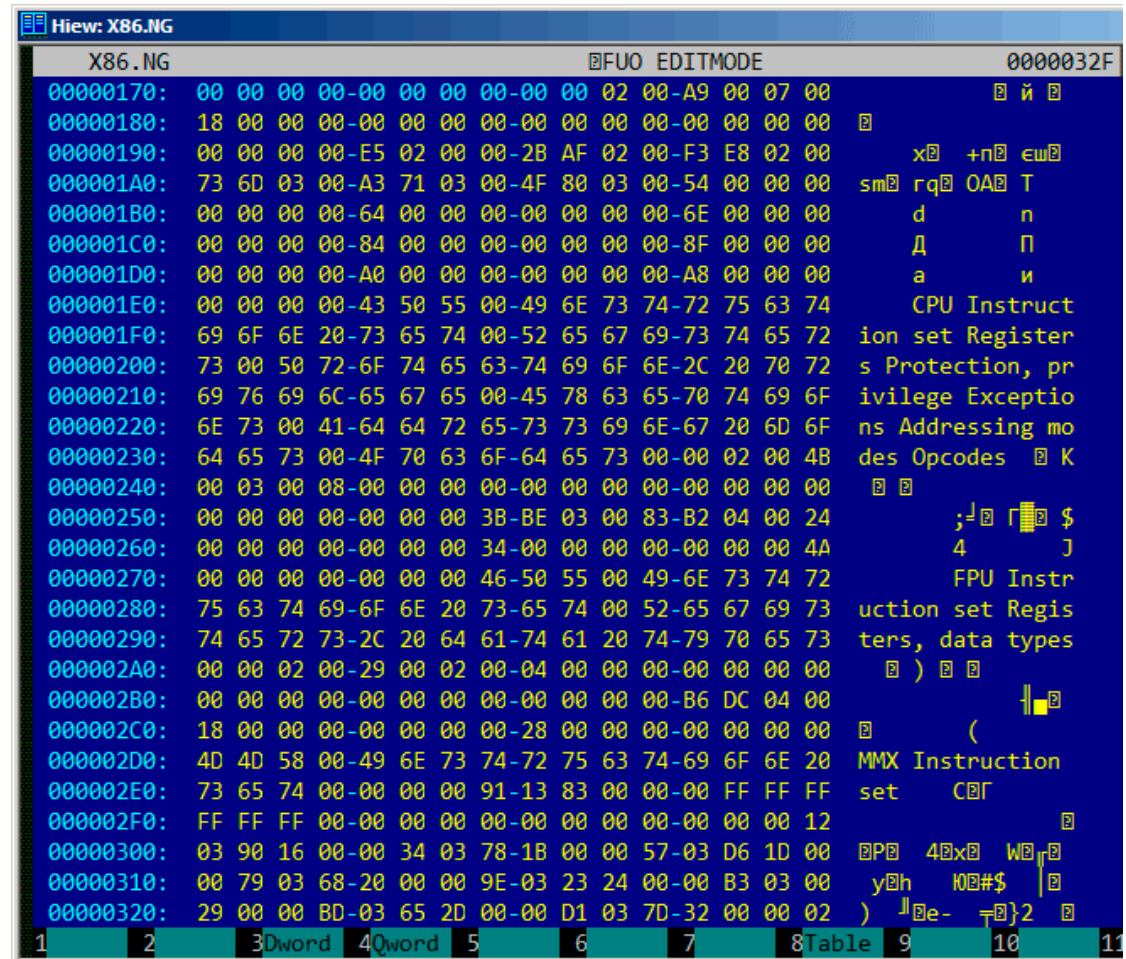 Hiew: X86.NG
X86.NG FUO EDITMODE 0000032F
00000170: 00 00 00 00-00 00 00 00-00 00 02 00-A9 00 07 00 й
00000180: 18 00 00 00-00 00 00 00-00 00 00 00-00 00 00 00
00000190: 00 00 00 00-E5 02 00 00-2B AF 02 00-F3 E8 02 00 х +п єш
000001A0: 73 6D 03 00-A3 71 03 00-4F 80 03 00-54 00 00 00 sm гq OА T
000001B0: 00 00 00 00-64 00 00 00-00 00 00 00-6E 00 00 00 d n
000001C0: 00 00 00 00-84 00 00 00-00 00 00 00-8F 00 00 00 Д П
000001D0: 00 00 00 00-A0 00 00 00-00 00 00 00-A8 00 00 00 а и
000001E0: 00 00 00 00-43 50 55 00-49 6E 73 74-72 75 63 74 CPU Instruct
000001F0: 69 6F 6E 20-73 65 74 00-52 65 67 69-73 74 65 72 ion set Register
00000200: 73 00 50 72-6F 74 65 63-74 69 6F 6E-2C 20 70 72 s Protection, pr
00000210: 69 76 69 6C-65 67 65 00-45 78 63 65-70 74 69 6F ivilege Exceptio
00000220: 6E 73 00 41-64 64 72 65-73 73 69 6E-67 20 6D 6F ns Addressing mo
00000230: 64 65 73 00-4F 70 63 6F-64 65 73 00-00 02 00 4B des Opcodes K
00000240: 00 03 00 08-00 00 00 00-00 00 00 00-00 00 00 00
00000250: 00 00 00 00-00 00 00 3B-BE 03 00 83-B2 04 00 24 ;╛ Г▓ $
00000260: 00 00 00 00-00 00 00 34-00 00 00 00-00 00 00 4A 4 J
00000270: 00 00 00 00-00 00 00 46-50 55 00 49-6E 73 74 72 FPU Instr
00000280: 75 63 74 69-6F 6E 20 73-65 74 00 52-65 67 69 73 uction set Regis
00000290: 74 65 72 73-2C 20 64 61-74 61 20 74-79 70 65 73 ters, data types
000002A0: 00 00 02 00-29 00 02 00-04 00 00 00-00 00 00 00 )
000002B0: 00 00 00 00-00 00 00 00-00 00 00 00-B6 DC 04 00 ╢▄
000002C0: 18 00 00 00-00 00 00 00-28 00 00 00-00 00 00 00 (
000002D0: 4D 4D 58 00-49 6E 73 74-72 75 63 74-69 6F 6E 20 MMX Instruction
000002E0: 73 65 74 00-00 00 00 91-13 83 00 00-00 FF FF FF set СГ
000002F0: FF FF FF 00-00 00 00 00-00 00 00 00-00 00 00 12
00000300: 03 90 16 00-00 34 03 78-1B 00 00 57-03 D6 1D 00 Р 4x W╓
00000310: 00 79 03 68-20 00 00 9E-03 23 24 00-00 B3 03 00 yh Ю#$ │
00000320: 29 00 00 BD-03 65 2D 00-00 D1 03 7D-32 00 00 02 ) ╜e- ╤}2
1 2 3Dword 4Qword 5 6 7 8Table 9 10 11